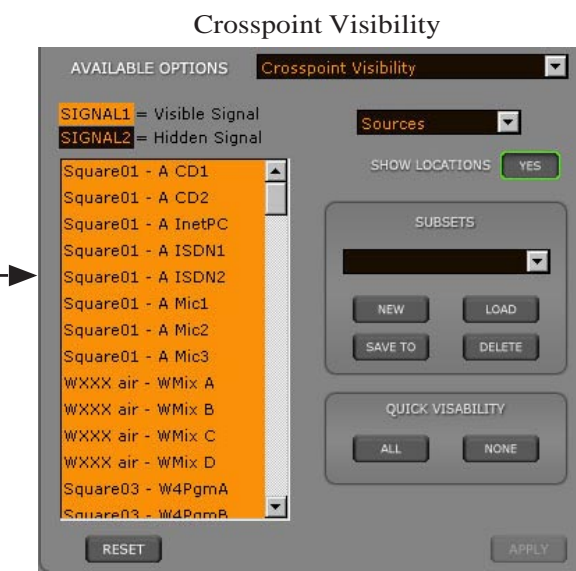 Crosspoint Visibility
AVAILABLE OPTIONS Crosspoint Visibility
SIGNAL1 = Visible Signal
SIGNAL2 = Hidden Signal
Sources
SHOW LOCATIONS YES
Square01 - A CD1
Square01 - A CD2
Square01 - A InetPC
Square01 - A ISDN1
Square01 - A ISDN2
Square01 - A Mic1
Square01 - A Mic2
Square01 - A Mic3
WXXX air - WMix A
WXXX air - WMix B
WXXX air - WMix C
WXXX air - WMix D
Square03 - W4PgmA
Square03 - W4PgmB
SUBSETS
NEW LOAD
SAVE TO DELETE
QUICK VISABILITY
ALL NONE
RESET APPLY